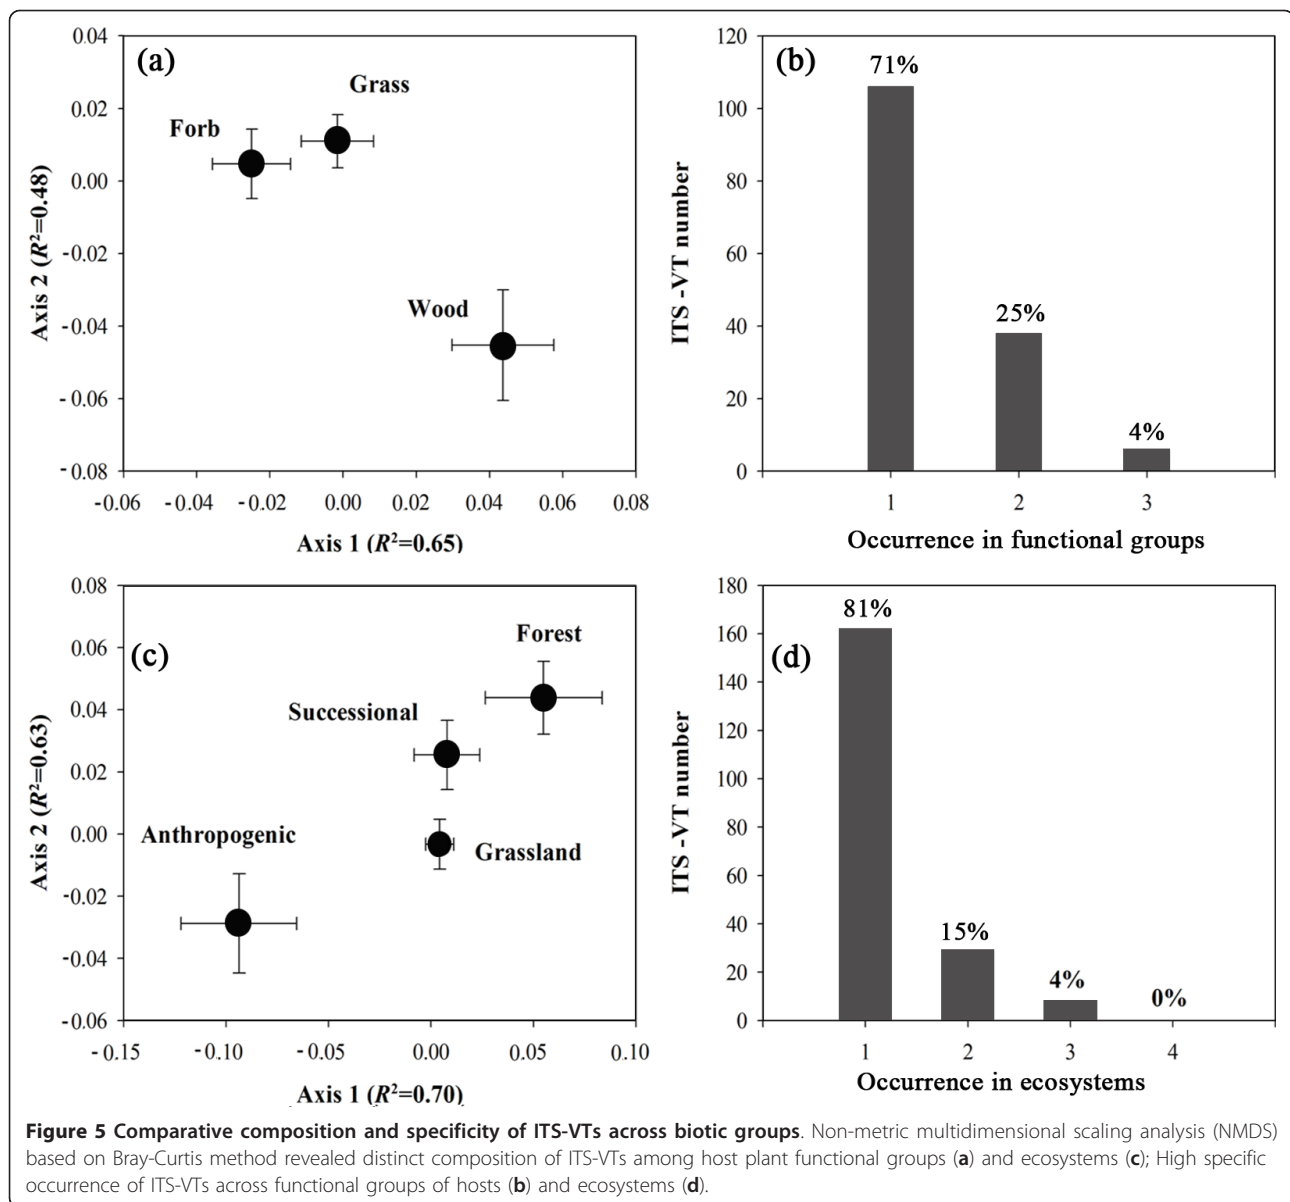 (a)
0.04
0.02
0.00
-0.02
-0.04
-0.06
-0.08
Axis 2 (R²=0.48)
Grass
Forb
Wood
-0.06 -0.04 -0.02 0.00 0.02 0.04 0.06 0.08
Axis 1 (R²=0.65)
(b)
120
100
80
60
40
20
0
ITS -VT number
71%
25%
4%
1 2 3
Occurrence in functional groups
(c)
0.08
0.06
0.04
0.02
0.00
-0.02
-0.04
-0.06
Axis 2 (R²=0.63)
Forest
Successional
Anthropogenic
Grassland
-0.15 -0.10 -0.05 0.00 0.05 0.10
Axis 1 (R²=0.70)
(d)
180
160
140
120
100
80
60
40
20
0
ITS -VT number
81%
15%
4%
0%
1 2 3 4
Occurrence in ecosystems
Figure 5 Comparative composition and specificity of ITS-VTs across biotic groups. Non-metric multidimensional scaling analysis (NMDS)
based on Bray-Curtis method revealed distinct composition of ITS-VTs among host plant functional groups (a) and ecosystems (c); High specific
occurrence of ITS-VTs across functional groups of hosts (b) and ecosystems (d).